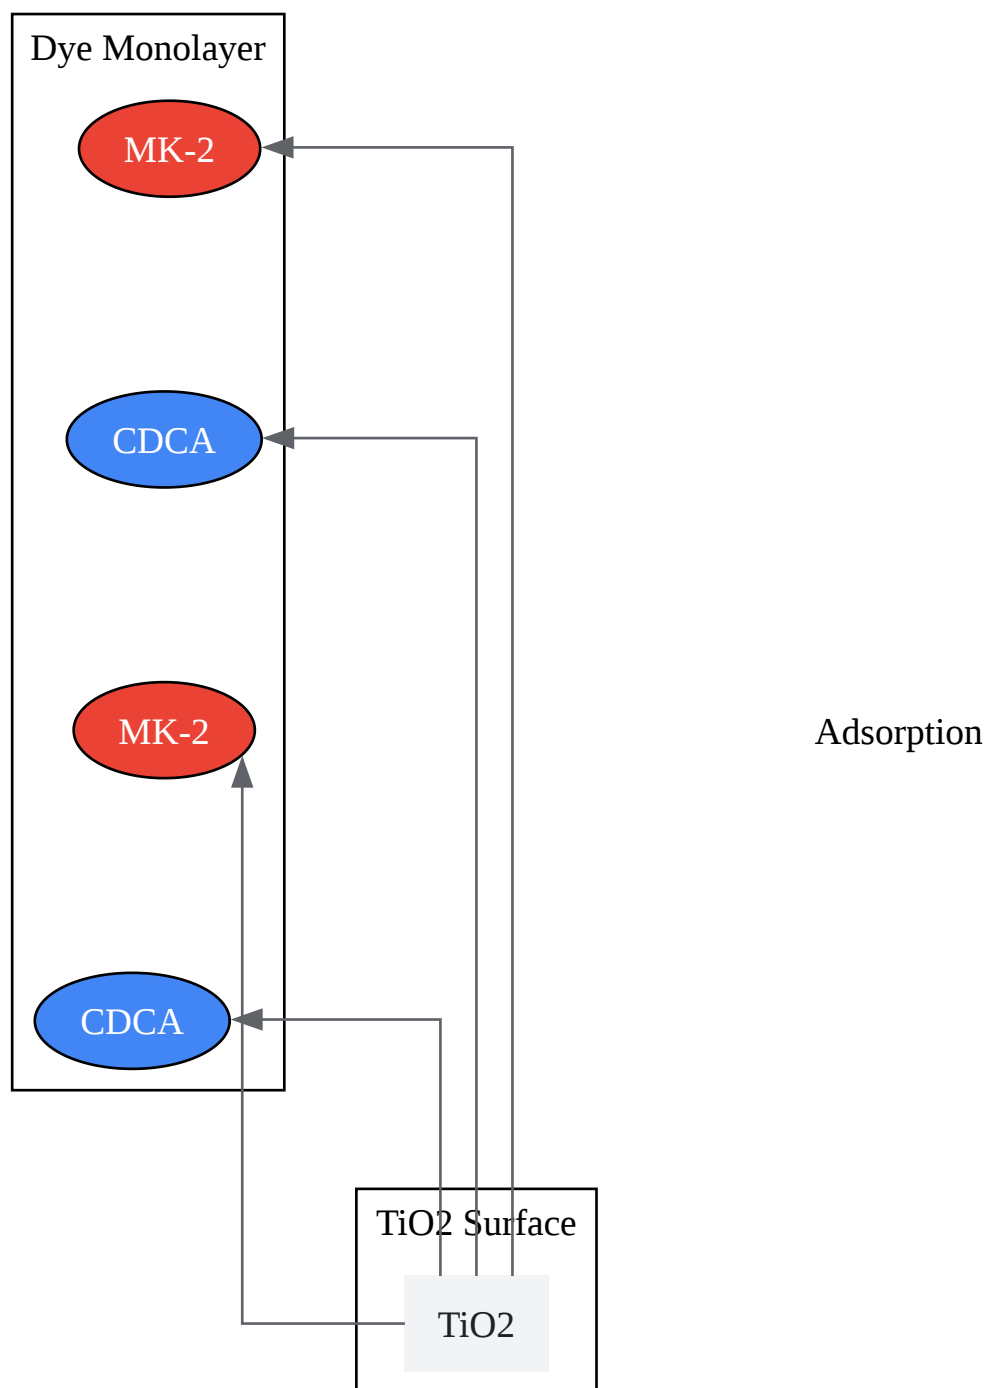 Dye Monolayer
MK-2
CDCA
MK-2
Adsorption
CDCA
TiO2 Surface
TiO2